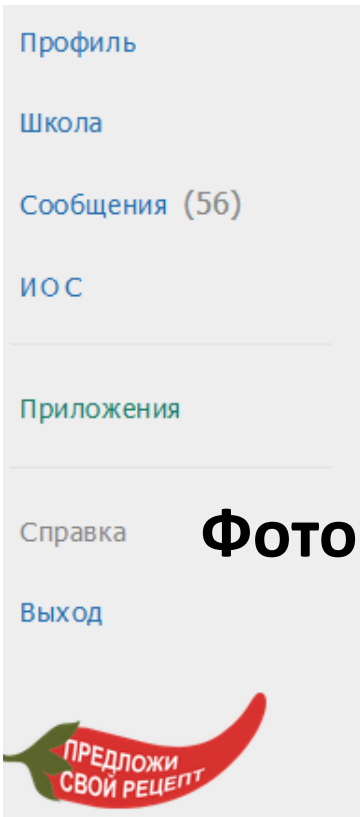 Профиль
Школа
Сообщения (56)
ИОС
Приложения
Справка
Фото
Выход
ПРЕДЛОЖИ
СВОЙ РЕЦЕПТ